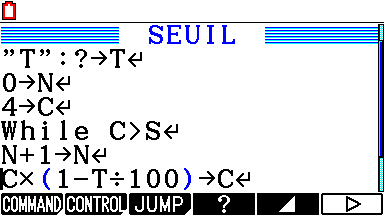 SEUIL
"T":?→T↵
0→N↵
4→C↵
While C>S↵
N+1→N↵
C×(1-T÷100)→C↵
COMMAND CONTROL JUMP ? ◢ ▷